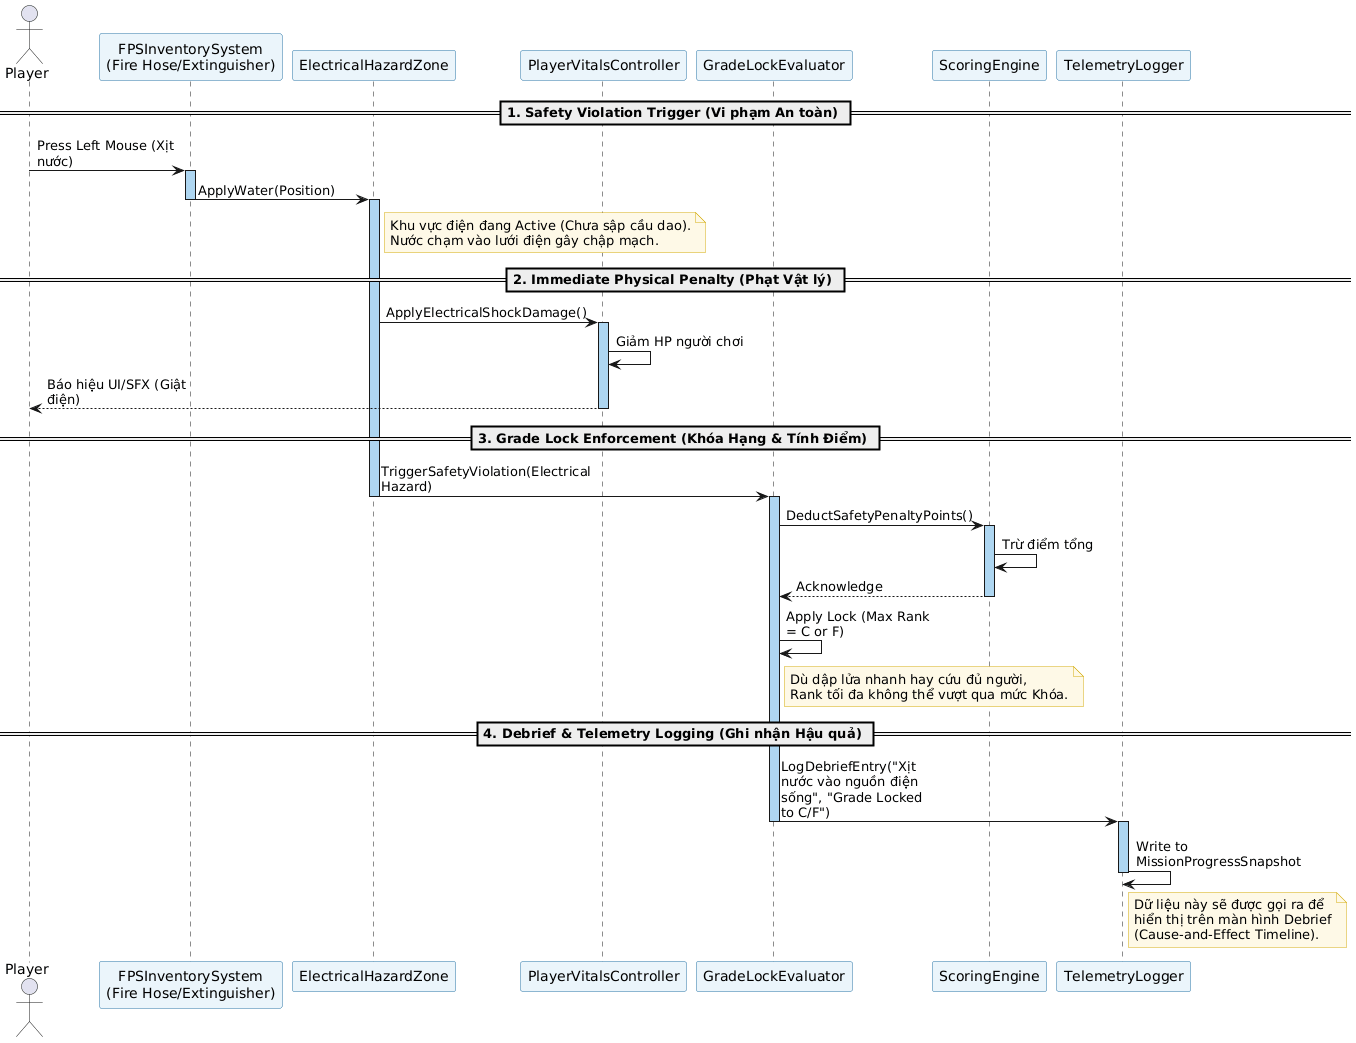 Player
FPSInventorySystem
(Fire Hose/Extinguisher)
ElectricalHazardZone
PlayerVitalsController
GradeLockEvaluator
ScoringEngine
TelemetryLogger
1. Safety Violation Trigger (Vi phạm An toàn)
Press Left Mouse (Xịt
nước)
ApplyWater(Position)
Khu vực điện đang Active (Chưa sập cầu dao).
Nước chạm vào lưới điện gây chập mạch.
2. Immediate Physical Penalty (Phạt Vật lý)
ApplyElectricalShockDamage()
Giảm HP người chơi
Báo hiệu UI/SFX (Giật
điện)
3. Grade Lock Enforcement (Khóa Hạng & Tính Điểm)
TriggerSafetyViolation(Electrical
Hazard)
DeductSafetyPenaltyPoints()
Trừ điểm tổng
Acknowledge
Apply Lock (Max Rank
= C or F)
Dù dập lửa nhanh hay cứu đủ người,
Rank tối đa không thể vượt qua mức Khóa.
4. Debrief & Telemetry Logging (Ghi nhận Hậu quả)
LogDebriefEntry("Xịt
nước vào nguồn điện
sống", "Grade Locked
to C/F")
Write to
MissionProgressSnapshot
Dữ liệu này sẽ được gọi ra để
hiển thị trên màn hình Debrief
(Cause-and-Effect Timeline).
Player
FPSInventorySystem
(Fire Hose/Extinguisher)
ElectricalHazardZone
PlayerVitalsController
GradeLockEvaluator
ScoringEngine
TelemetryLogger